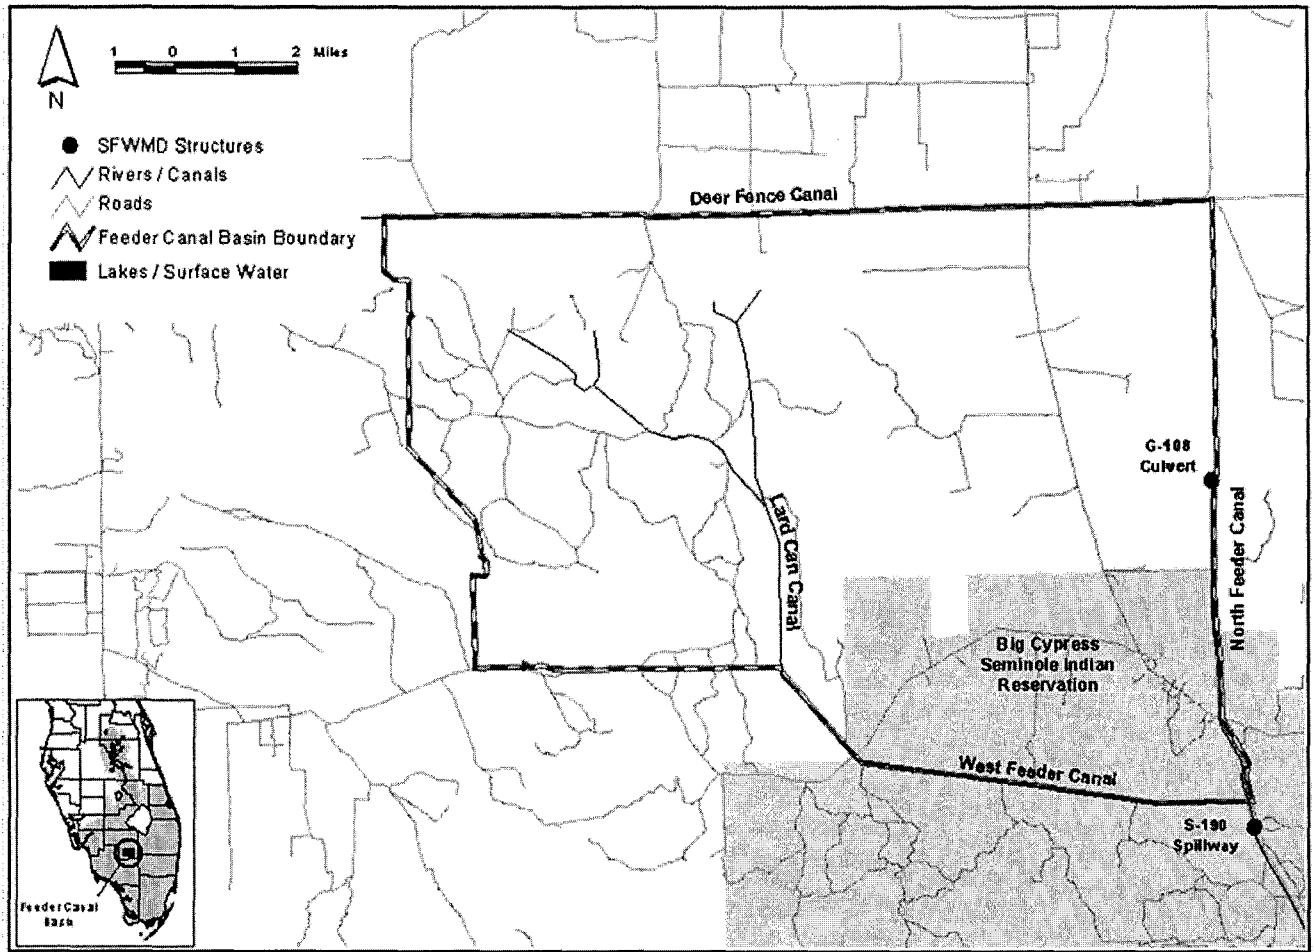 1 0 1 2 Miles
N
SFWMD Structures
Rivers / Canals
Roads
Feeder Canal Basin Boundary
Lakes / Surface Water
Deer Fence Canal
G-108
Culvert
Lard Can Canal
North Feeder Canal
Big Cypress
Seminole Indian
Reservation
West Feeder Canal
S-190
Spillway
Feeder Canal
Basin